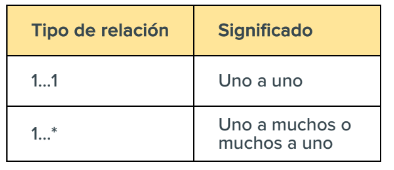 Tipo de relación Significado
1...1 Uno a uno
1...* Uno a muchos o
muchos a uno